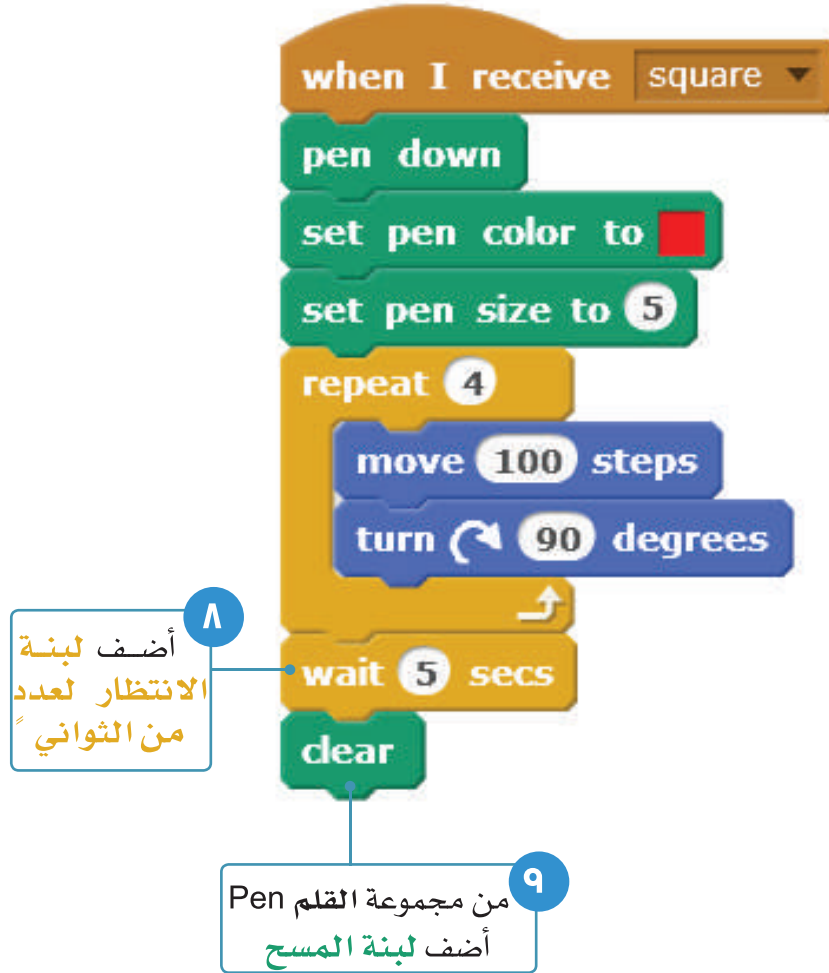 when I receive square
pen down
set pen color to
set pen size to 5
repeat 4
move 100 steps
turn 90 degrees
wait 5 secs
clear
٨
أضف لبنة
الانتظار لعدد
من الثواني ً
٩
من مجموعة القلم Pen
أضف لبنة المسح